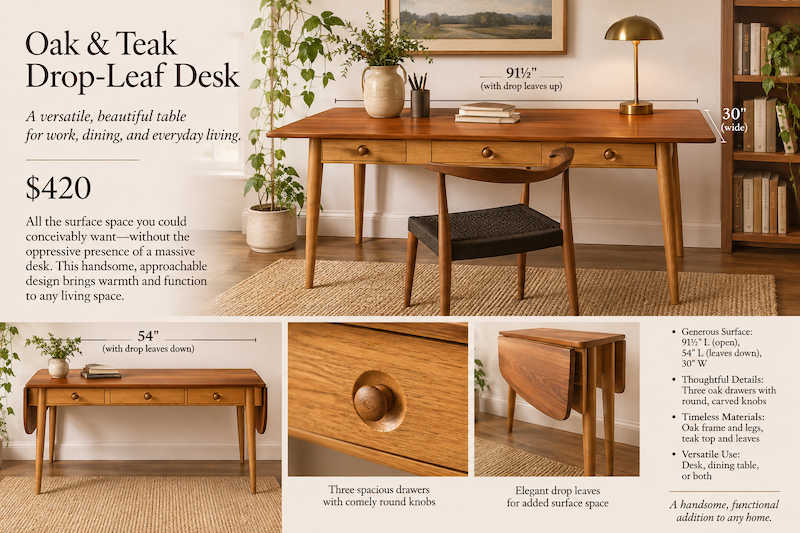 Oak & Teak
Drop-Leaf Desk
A versatile, beautiful table
for work, dining, and everyday living.
$420
All the surface space you could
conceivably want—without the
oppressive presence of a massive
desk. This handsome, approachable
design brings warmth and function
to any living space.
91½"
(with drop leaves up)
30"
(wide)
54"
(with drop leaves down)
Three spacious drawers
with comely round knobs
Elegant drop leaves
for added surface space
• Generous Surface:
91½" L (open),
54" L (leaves down),
30" W
• Thoughtful Details:
Three oak drawers with
round, carved knobs
• Timeless Materials:
Oak frame and legs,
teak top and leaves
• Versatile Use:
Desk, dining table,
or both
A handsome, functional
addition to any home.